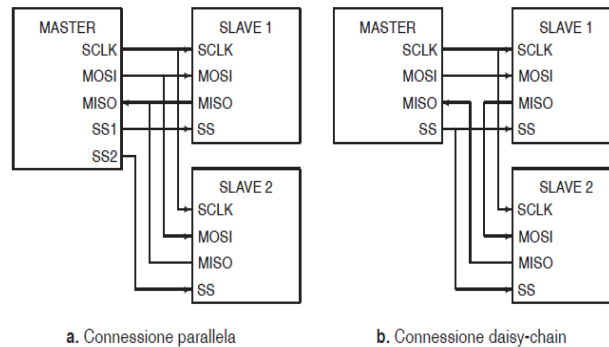 MASTER
SCLK
MOSI
MISO
SS1
SS2
SLAVE 1
SCLK
MOSI
MISO
SS
SLAVE 2
SCLK
MOSI
MISO
SS
a. Connessione parallela
MASTER
SCLK
MOSI
MISO
SS
SLAVE 1
SCLK
MOSI
MISO
SS
SLAVE 2
SCLK
MOSI
MISO
SS
b. Connessione daisy-chain